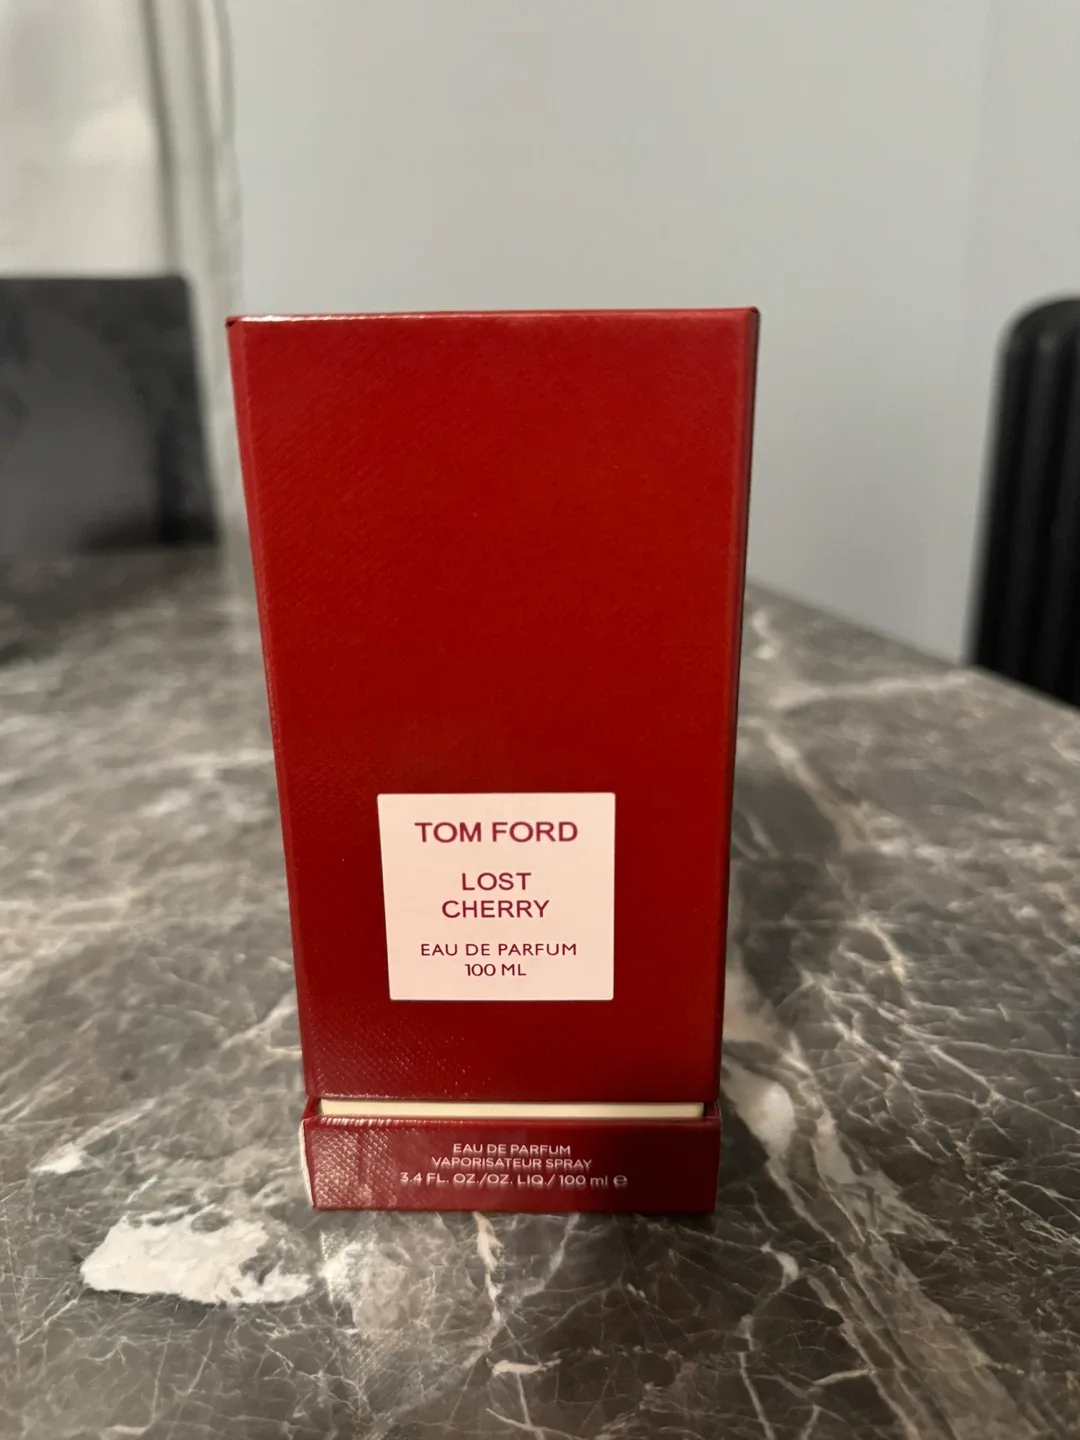 TOM FORD
LOST
CHERRY
EAU DE PARFUM
100 ML
EAU DE PARFUM
VAPORISATEUR SPRAY
3.4 FL. OZ./OZ. LIQ./ 100 ml ℮